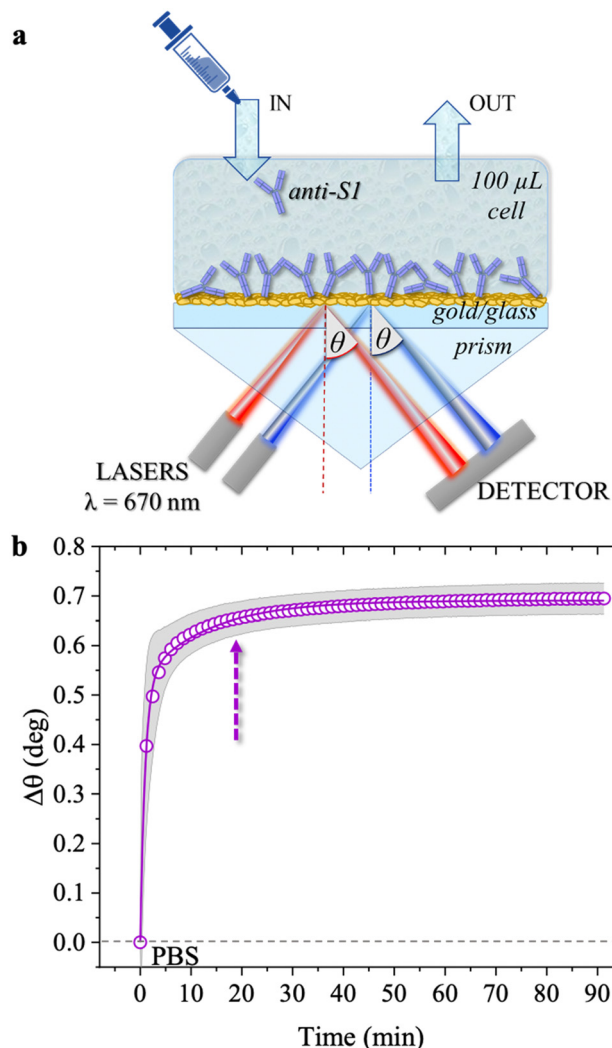 a
IN
OUT
anti-S1
100 µL
cell
gold/glass
θ
θ
prism
LASERS
λ = 670 nm
DETECTOR
b
0.8
0.7
0.6
0.5
0.4
0.3
0.2
0.1
0.0
Δθ (deg)
PBS
0 10 20 30 40 50 60 70 80 90
Time (min)